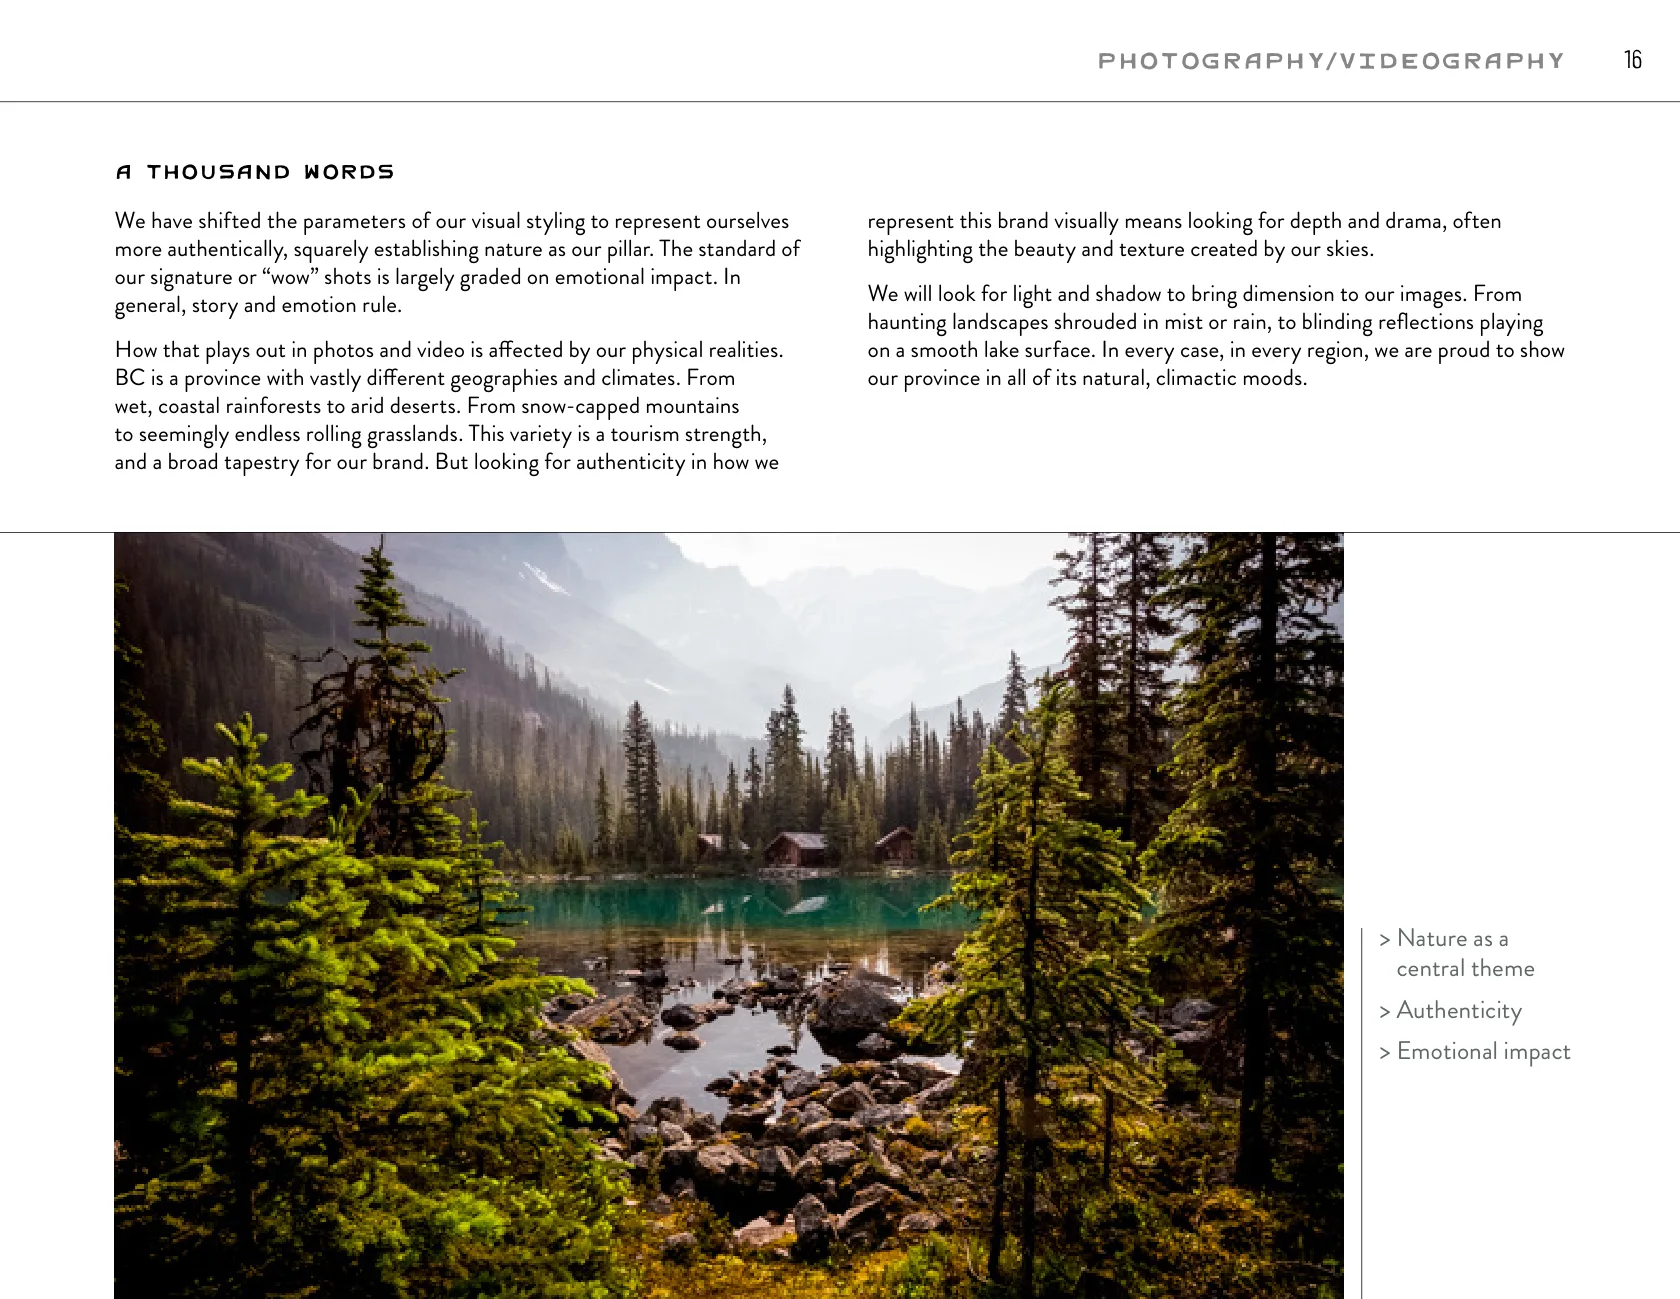 PHOTOGRAPHY/VIDEOGRAPHY 16
A THOUSAND WORDS
We have shifted the parameters of our visual styling to represent ourselves
more authentically, squarely establishing nature as our pillar. The standard of
our signature or “wow” shots is largely graded on emotional impact. In
general, story and emotion rule.
How that plays out in photos and video is affected by our physical realities.
BC is a province with vastly different geographies and climates. From
wet, coastal rainforests to arid deserts. From snow-capped mountains
to seemingly endless rolling grasslands. This variety is a tourism strength,
and a broad tapestry for our brand. But looking for authenticity in how we
represent this brand visually means looking for depth and drama, often
highlighting the beauty and texture created by our skies.
We will look for light and shadow to bring dimension to our images. From
haunting landscapes shrouded in mist or rain, to blinding reflections playing
on a smooth lake surface. In every case, in every region, we are proud to show
our province in all of its natural, climactic moods.
> Nature as a
central theme
> Authenticity
> Emotional impact